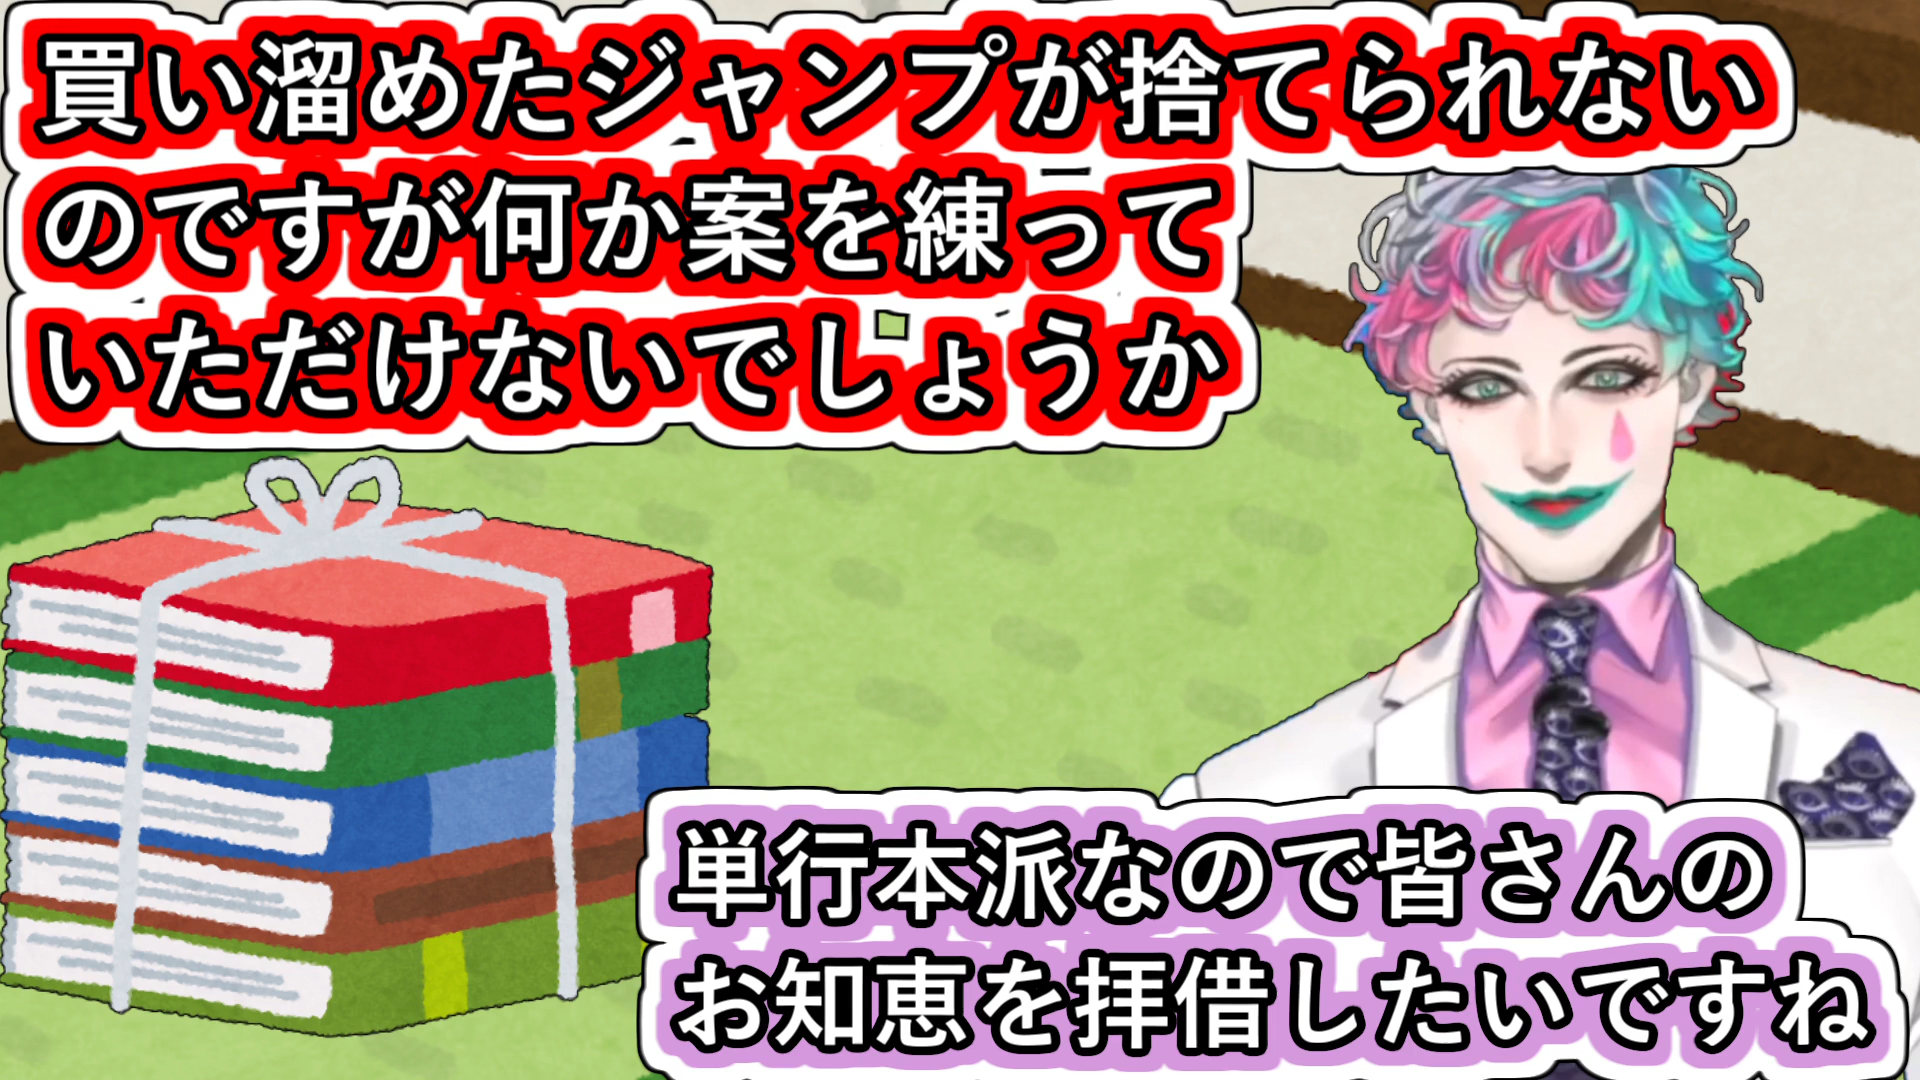 買い溜めたジャンプが捨てられない
のですが何か案を練って
いただけないでしょうか
単行本派なので皆さんの
お知恵を拝借したいですね